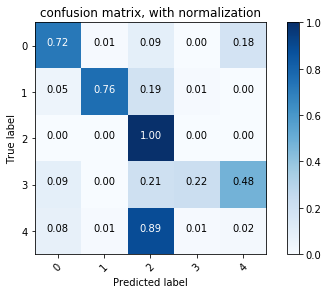 confusion matrix, with normalization
0 0.72 0.01 0.09 0.00 0.18
1 0.05 0.76 0.19 0.01 0.00
2 0.00 0.00 1.00 0.00 0.00
3 0.09 0.00 0.21 0.22 0.48
4 0.08 0.01 0.89 0.01 0.02
0 1 2 3 4
True label
Predicted label
1.0
0.8
0.6
0.4
0.2
0.0